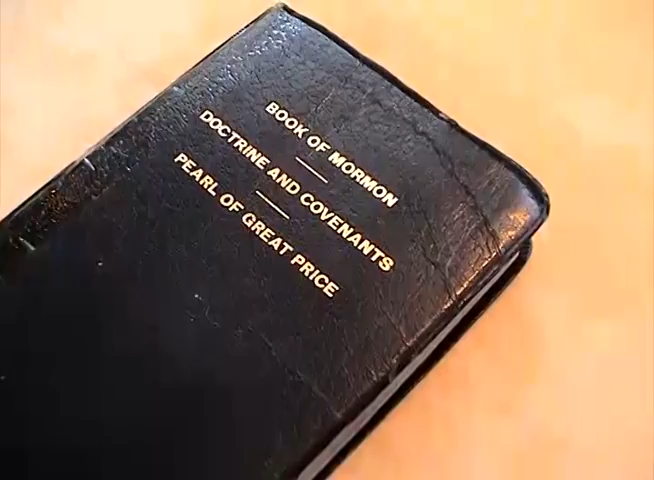 BOOK OF MORMON
DOCTRINE AND COVENANTS
PEARL OF GREAT PRICE